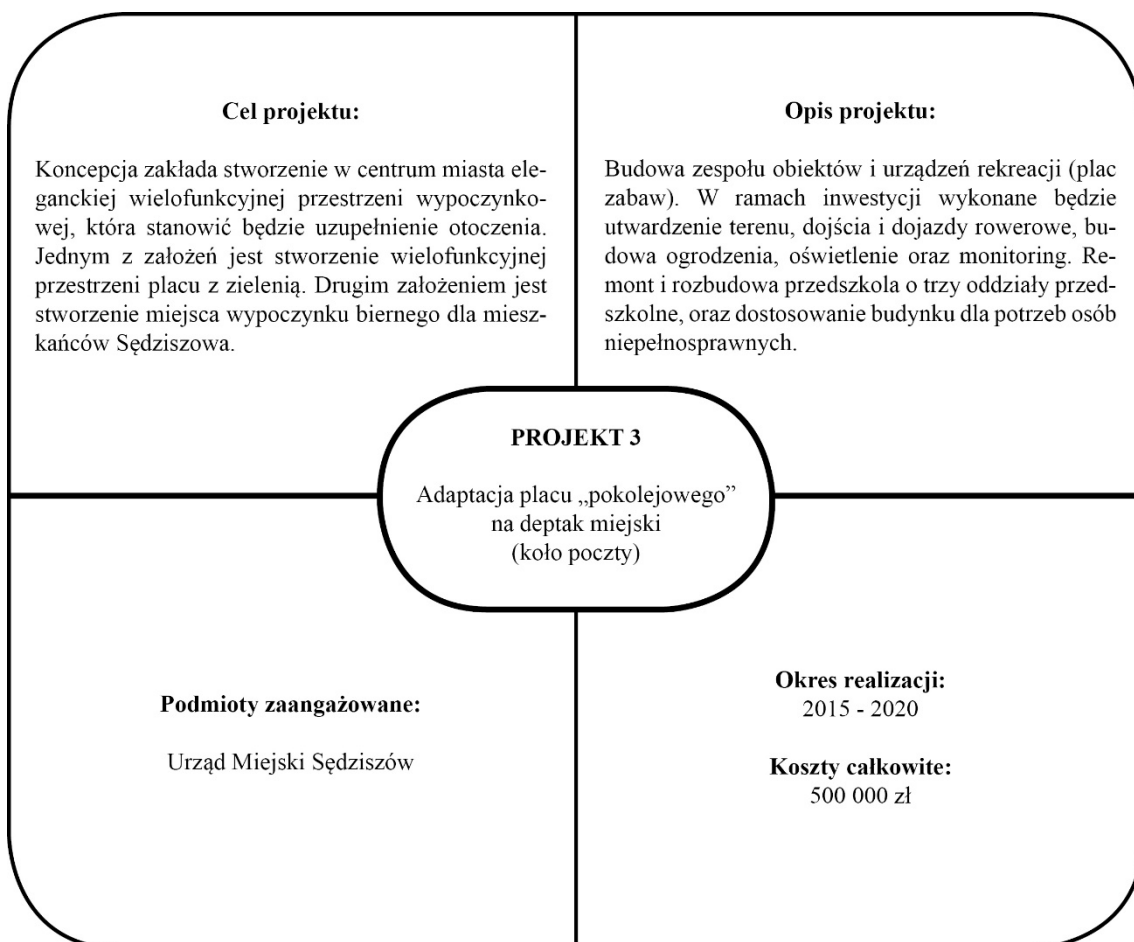 Cel projektu:
Koncepcja zakłada stworzenie w centrum miasta ele-
ganckiej wielofunkcyjnej przestrzeni wypoczynko-
wej, która stanowić będzie uzupełnienie otoczenia.
Jednym z założeń jest stworzenie wielofunkcyjnej
przestrzeni placu z zielenią. Drugim założeniem jest
stworzenie miejsca wypoczynku biernego dla miesz-
kańców Sędziszowa.
Opis projektu:
Budowa zespołu obiektów i urządzeń rekreacji (plac
zabaw). W ramach inwestycji wykonane będzie
utwardzenie terenu, dojścia i dojazdy rowerowe, bu-
dowa ogrodzenia, oświetlenie oraz monitoring. Re-
mont i rozbudowa przedszkola o trzy oddziały przed-
szkolne, oraz dostosowanie budynku dla potrzeb osób
niepełnosprawnych.
PROJEKT 3
Adaptacja placu „pokolejowego”
na deptak miejski
(koło poczty)
Podmioty zaangażowane:
Urząd Miejski Sędziszów
Okres realizacji:
2015 - 2020
Koszty całkowite:
500 000 zł